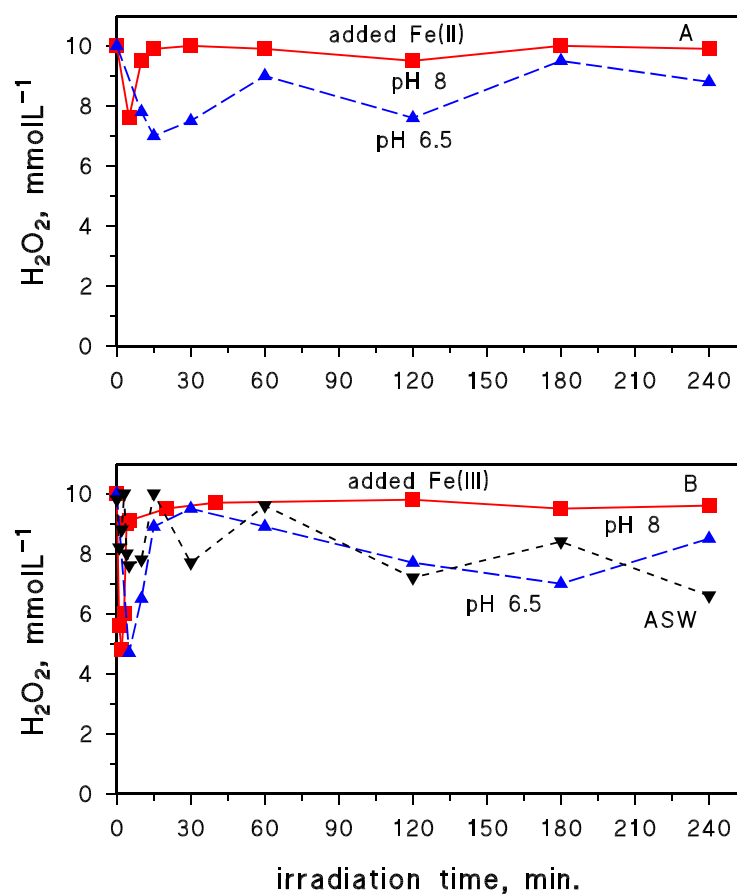 added Fe(II)
A
10
8
6
4
2
0
pH 8
pH 6.5
H₂O₂, mmolL⁻¹
0 30 60 90 120 150 180 210 240
added Fe(III)
B
10
8
6
4
2
0
pH 8
pH 6.5
ASW
H₂O₂, mmolL⁻¹
0 30 60 90 120 150 180 210 240
irradiation time, min.